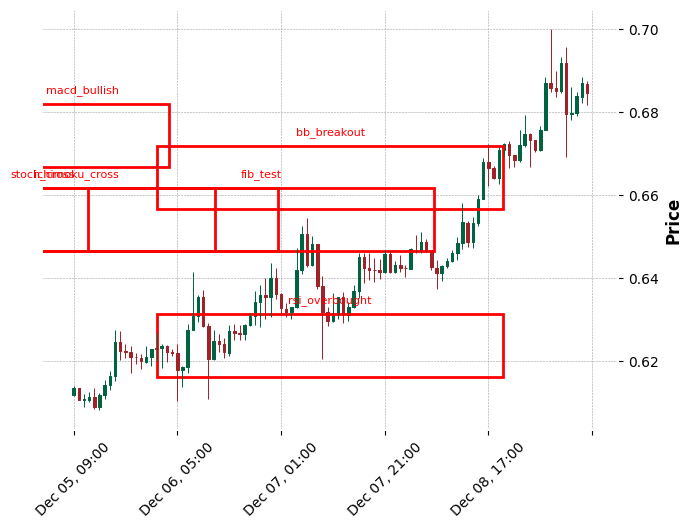 0.70
macd_bullish
0.68
bb_breakout
stoch_cross
ichimoku_cross
fib_test
0.66
Price
0.64
rsi_overbought
0.62
Dec 05, 09:00
Dec 06, 05:00
Dec 07, 01:00
Dec 07, 21:00
Dec 08, 17:00